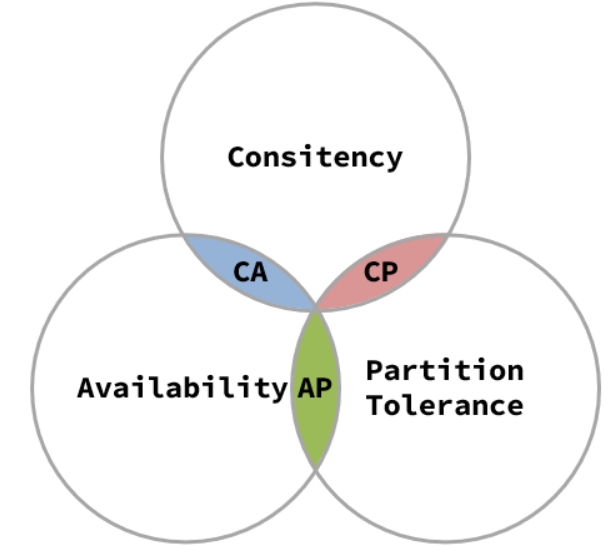 Consitency
CA
CP
Availability
AP
Partition
Tolerance